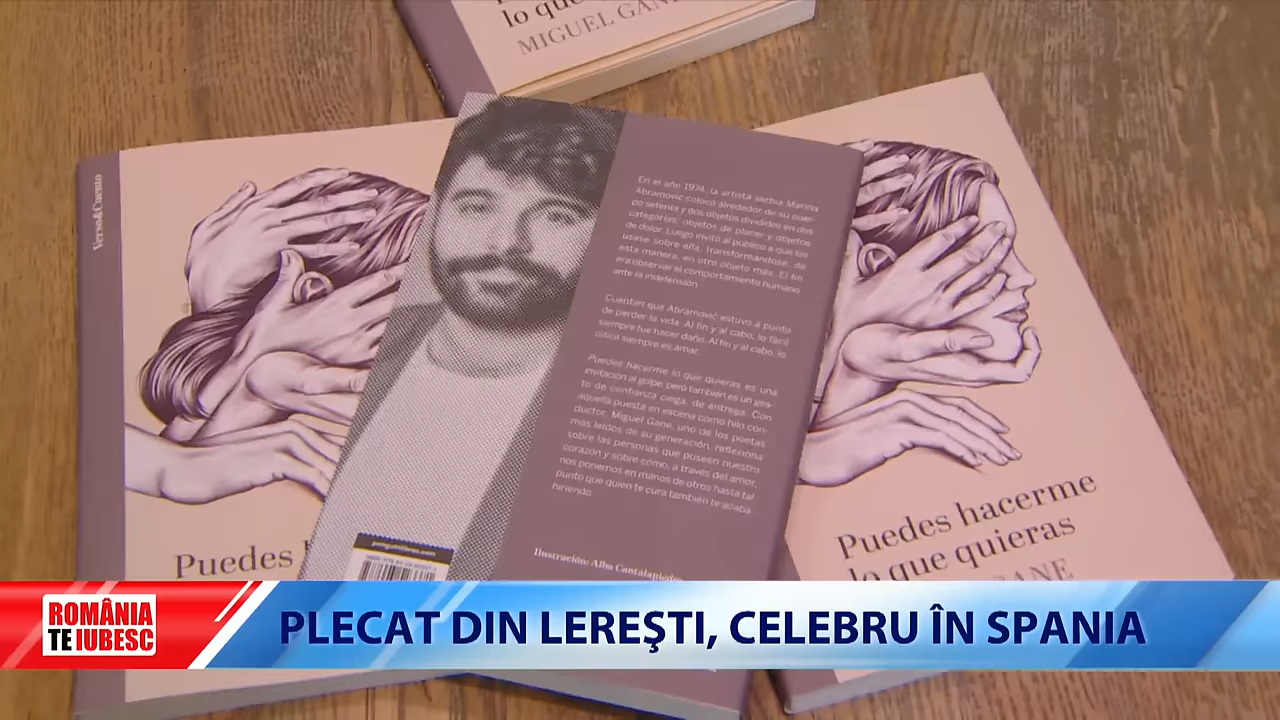 lo que
MIGUEL GANE
Verso&Cuento
En el año 1974, la artista serbia Marina
Abramović colocó alrededor de su cuer-
po setenta y dos objetos divididos en dos
categorías: objetos de placer y objetos
de dolor. Luego invitó al público a que los
usase sobre ella, transformándose, de
esta manera, en otro objeto más. El fin
era observar el comportamiento humano
ante la indefensión.
Cuentan que Abramović estuvo a punto
de perder la vida. Al fin y al cabo, lo fácil
siempre fue hacer daño. Al fin y al cabo, lo
difícil siempre es amar.
Puedes hacerme lo que quieras es una
invitación al golpe, pero también es un ges-
to de confianza ciega, de entrega. Con
aquella puesta en escena como hilo con-
ductor, Miguel Gane, uno de los poetas
más leídos de su generación, reflexiona
sobre las personas que poseen nuestro
corazón y sobre cómo, a través del amor,
nos ponemos en manos de otros hasta tal
punto que quien te cura también te acaba
hiriendo.
penguinlibros.com
Ilustración: Alba Cantalapiedra
Puedes
Puedes hacerme
lo que quieras
GANE
ROMÂNIA
TE IUBESC
PLECAT DIN LEREŞTI, CELEBRU ÎN SPANIA